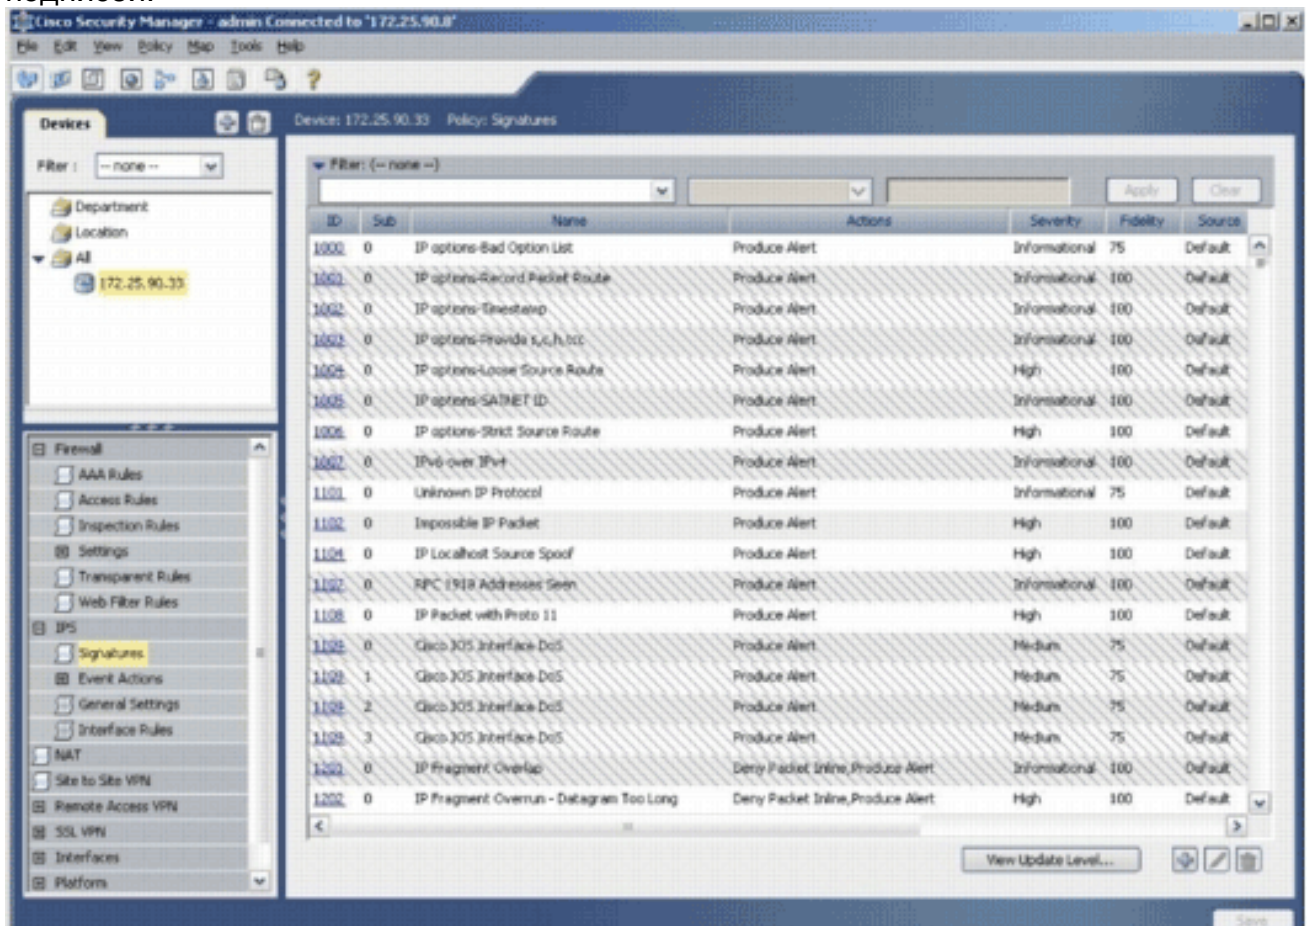 подписей.
Cisco Security Manager - admin Connected to '172.25.90.8'
File Edit View Policy Map Tools Help
Devices
Device: 172.25.90.33 Policy: Signatures
Filter : -- none --
Filter: (-- none --)
Apply Clear
Department
Location
All
172.25.90.33
ID Sub Name Actions Severity Fidelity Source
1000 0 IP options-Bad Option List Produce Alert Informational 75 Default
1001 0 IP options-Record Packet Route Produce Alert Informational 100 Default
1002 0 IP options-Timestamp Produce Alert Informational 100 Default
1003 0 IP options-Provide s,c,h,tcc Produce Alert Informational 100 Default
1004 0 IP options-Loose Source Route Produce Alert High 100 Default
1005 0 IP options-SATNET ID Produce Alert Informational 100 Default
1006 0 IP options-Strict Source Route Produce Alert High 100 Default
1007 0 IPv6 over IPv4 Produce Alert Informational 100 Default
1101 0 Unknown IP Protocol Produce Alert Informational 75 Default
1102 0 Impossible IP Packet Produce Alert High 100 Default
1104 0 IP Localhost Source Spoof Produce Alert High 100 Default
1107 0 RFC 1918 Addresses Seen Produce Alert Informational 100 Default
1108 0 IP Packet with Proto 11 Produce Alert High 100 Default
1109 0 Cisco IOS Interface DoS Produce Alert Medium 75 Default
1109 1 Cisco IOS Interface DoS Produce Alert Medium 75 Default
1109 2 Cisco IOS Interface DoS Produce Alert Medium 75 Default
1109 3 Cisco IOS Interface DoS Produce Alert Medium 75 Default
1201 0 IP Fragment Overlap Deny Packet Inline,Produce Alert Informational 100 Default
1202 0 IP Fragment Overrun - Datagram Too Long Deny Packet Inline,Produce Alert High 100 Default
Firewall
AAA Rules
Access Rules
Inspection Rules
Settings
Transparent Rules
Web Filter Rules
IPS
Signatures
Event Actions
General Settings
Interface Rules
NAT
Site to Site VPN
Remote Access VPN
SSL VPN
Interfaces
Platform
View Update Level...
Save